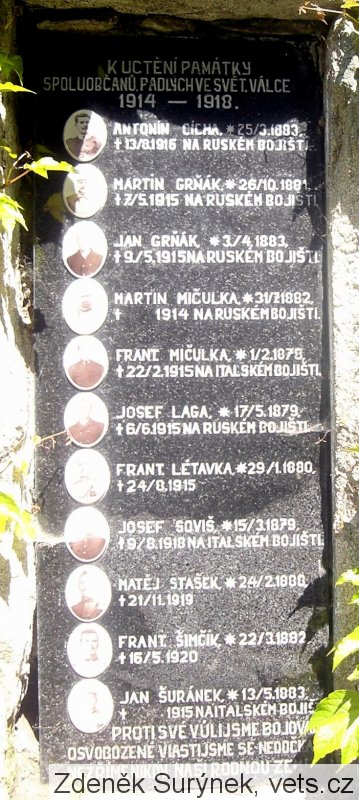 K UCTĚNÍ PAMÁTKY
SPOLUOBČANŮ, PADLÝCH VE SVĚT. VÁLCE
1914 — 1918.
ANTONÍN CÍCHA, * 25/3.1883,
† 13/8.1916 NA RUSKÉM BOJIŠTI.
MARTIN GRŇÁK, * 26/10.1881,
† 7/5.1915 NA RUSKÉM BOJIŠTI.
JAN GRŇÁK, * 3/4.1883,
† 9/5.1915 NA RUSKÉM BOJIŠTI.
MARTIN MIČULKA, * 31/7.1882,
† 1914 NA RUSKÉM BOJIŠTI.
FRANT. MIČULKA, * 1/2.1875,
† 22/2.1915 NA ITALSKÉM BOJIŠTI.
JOSEF LAGA, * 17/5.1879,
† 6/6.1915 NA RUSKÉM BOJIŠTI.
FRANT. LÉTAVKA, * 29/1.1880,
† 24/8.1915
JOSEF SOVIŠ, * 15/3.1879,
† 9/8.1918 NA ITALSKÉM BOJIŠTI.
MATĚJ STAŠEK, * 24/2.1880,
† 21/11.1919
FRANT. ŠIMČÍK, * 22/3.1882
† 16/5.1920
JAN ŠURÁNEK, * 13/5.1883,
† 1915 NA ITALSKÉM BOJIŠTI.
PROTI SVÉ VŮLI JSME BOJOV
OSVOBOZENÉ VLASTI JSME SE NEDOČK
Zdeněk Surýnek, vets.cz